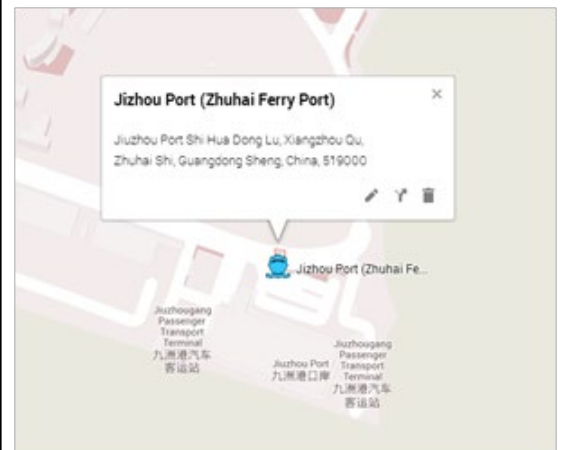 Jizhou Port (Zhuhai Ferry Port)
Jiuzhou Port Shi Hua Dong Lu, Xiangzhou Qu,
Zhuhai Shi, Guangdong Sheng, China, 519000
Jizhou Port (Zhuhai Fe...
Jiuzhougang
Passenger
Transport
Terminal
九洲港汽车
客运站
Jiuzhou Port
九洲港口岸
Jiuzhougang
Passenger
Transport
Terminal
九洲港汽车
客运站